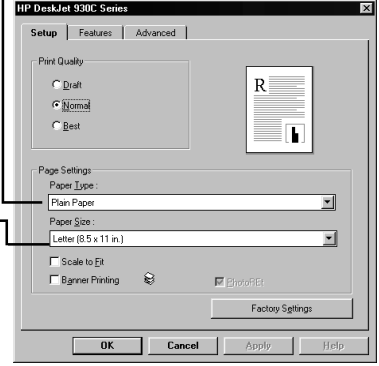 HP DeskJet 930C Series
Setup Features Advanced
Print Quality
Draft
Normal
Best
R
Page Settings
Paper Type :
Plain Paper
Paper Size :
Letter (8.5 x 11 in.)
Scale to Fit
Banner Printing PhotoREt
Factory Settings
OK Cancel Apply Help